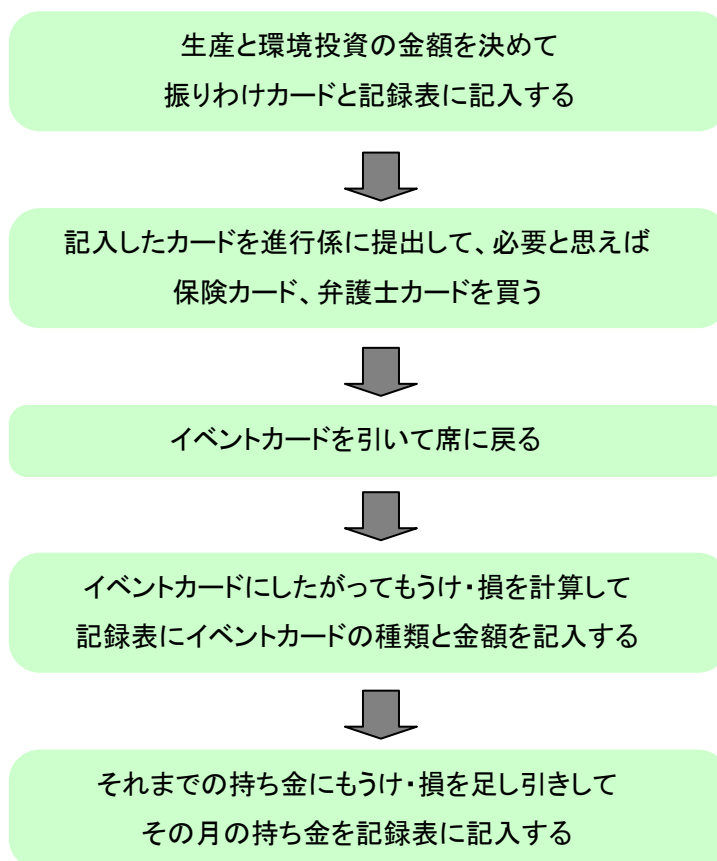 生産と環境投資の金額を決めて
振りわけカードと記録表に記入する
記入したカードを進行係に提出して、必要と思えば
保険カード、弁護士カードを買う
イベントカードを引いて席に戻る
イベントカードにしたがってもうけ・損を計算して
記録表にイベントカードの種類と金額を記入する
それまでの持ち金にもうけ・損を足し引きして
その月の持ち金を記録表に記入する